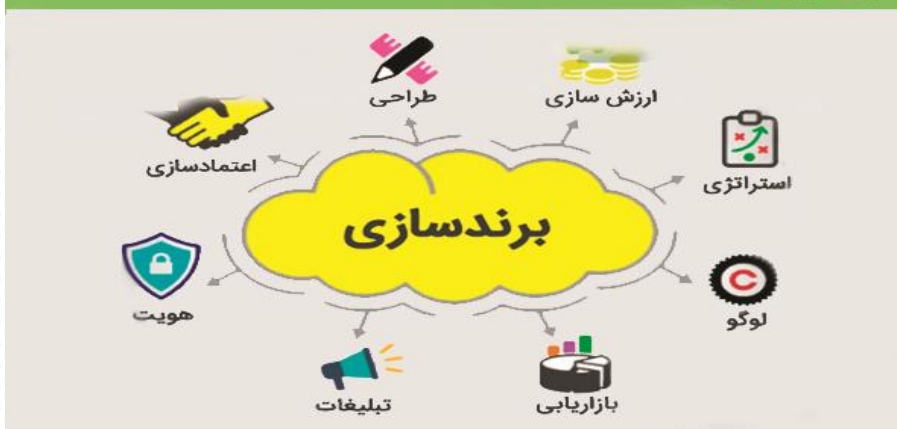 طراحی
ارزش سازی
اعتمادسازی
استراتژی
برندسازی
هویت
لوگو
تبلیغات
بازاریابی
C